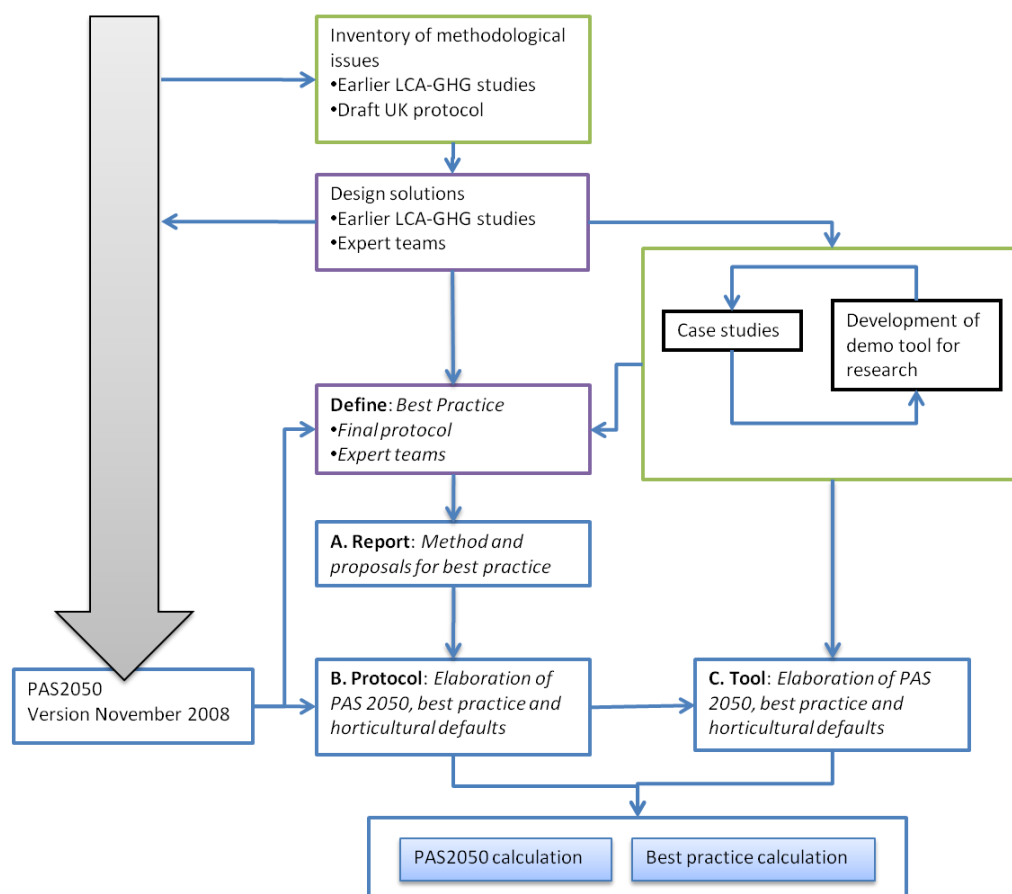 Inventory of methodological
issues
•Earlier LCA-GHG studies
•Draft UK protocol
Design solutions
•Earlier LCA-GHG studies
•Expert teams
Case studies
Development of
demo tool for
research
Define: Best Practice
•Final protocol
•Expert teams
A. Report: Method and
proposals for best practice
PAS2050
Version November 2008
B. Protocol: Elaboration of
PAS 2050, best practice and
horticultural defaults
C. Tool: Elaboration of PAS
2050, best practice and
horticultural defaults
PAS2050 calculation
Best practice calculation